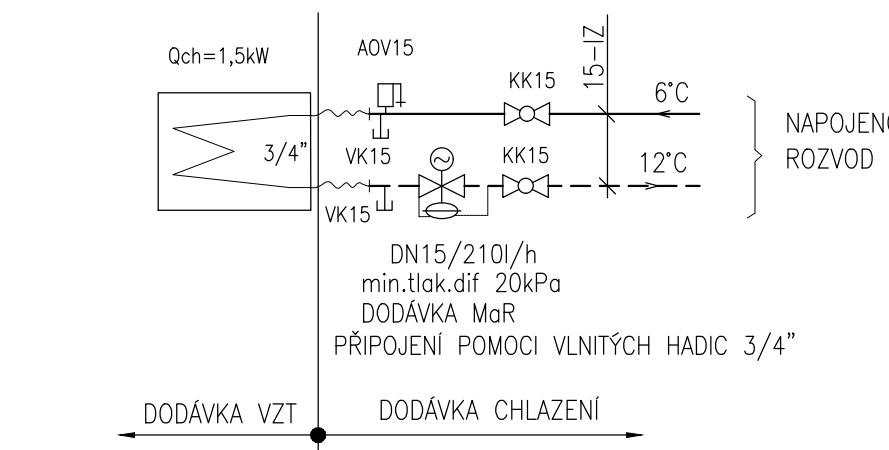 Qch=1,5kW
AOV15
15-IZ
KK15
6°C
3/4"
VK15
KK15
12°C
VK15
ROZVOD
DN15/210l/h
min.tlak.dif 20kPa
DODÁVKA MaR
PŘIPOJENÍ POMOCI VLNITÝCH HADIC 3/4"
DODÁVKA VZT
DODÁVKA CHLAZENÍ